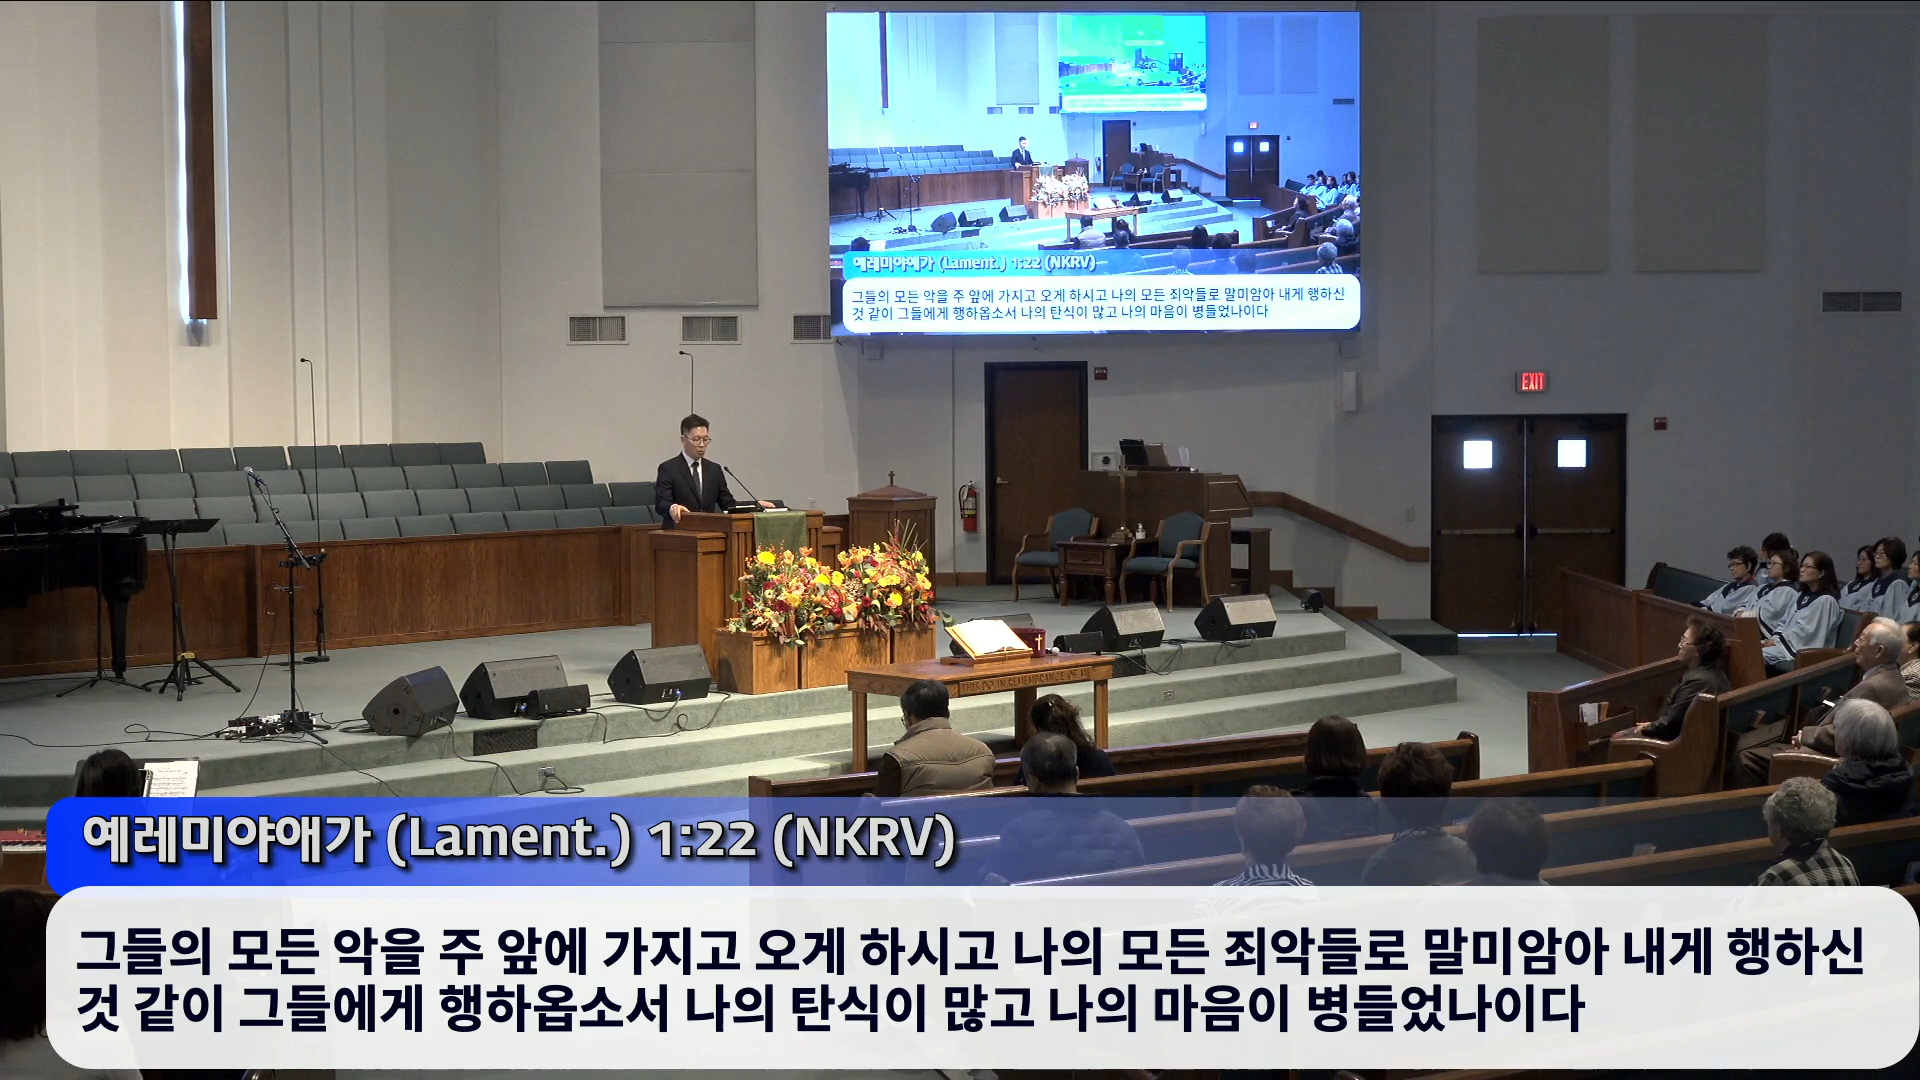 예레미야애가 (Lament.) 1:22 (NKRV)
그들의 모든 악을 주 앞에 가지고 오게 하시고 나의 모든 죄악들로 말미암아 내게 행하신
것 같이 그들에게 행하옵소서 나의 탄식이 많고 나의 마음이 병들었나이다
EXIT
THIS DO IN REMEMBRANCE OF ME
예레미야애가 (Lament.) 1:22 (NKRV)
그들의 모든 악을 주 앞에 가지고 오게 하시고 나의 모든 죄악들로 말미암아 내게 행하신
것 같이 그들에게 행하옵소서 나의 탄식이 많고 나의 마음이 병들었나이다